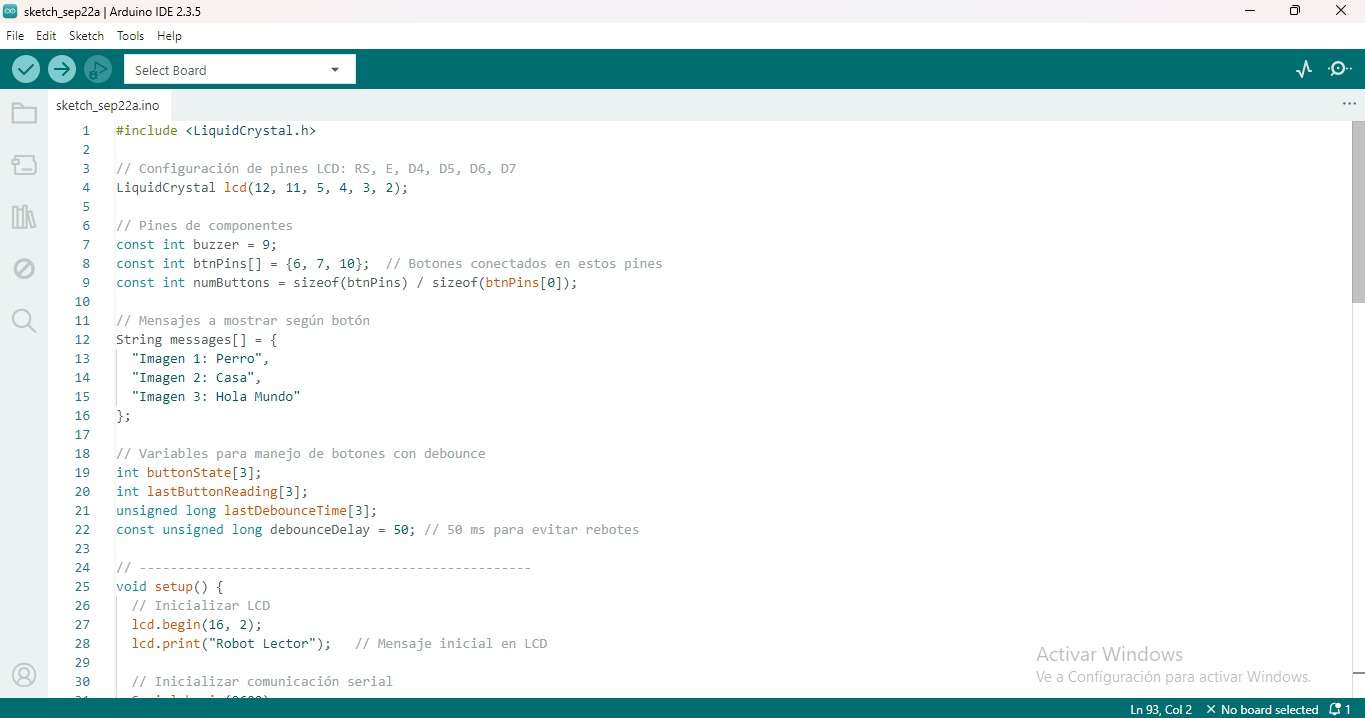 sketch_sep22a | Arduino IDE 2.3.5
File Edit Sketch Tools Help
Select Board
sketch_sep22a.ino
1 #include <LiquidCrystal.h>
2
3 // Configuración de pines LCD: RS, E, D4, D5, D6, D7
4 LiquidCrystal lcd(12, 11, 5, 4, 3, 2);
5
6 // Pines de componentes
7 const int buzzer = 9;
8 const int btnPins[] = {6, 7, 10};  // Botones conectados en estos pines
9 const int numButtons = sizeof(btnPins) / sizeof(btnPins[0]);
10
11 // Mensajes a mostrar según botón
12 String messages[] = {
13   "Imagen 1: Perro",
14   "Imagen 2: Casa",
15   "Imagen 3: Hola Mundo"
16 };
17
18 // Variables para manejo de botones con debounce
19 int buttonState[3];
20 int lastButtonReading[3];
21 unsigned long lastDebounceTime[3];
22 const unsigned long debounceDelay = 50; // 50 ms para evitar rebotes
23
24 // ---------------------------------------------------
25 void setup() {
26   // Inicializar LCD
27   lcd.begin(16, 2);
28   lcd.print("Robot Lector");   // Mensaje inicial en LCD
29
30   // Inicializar comunicación serial
Activar Windows
Ve a Configuración para activar Windows.
Ln 93, Col 2 × No board selected 1